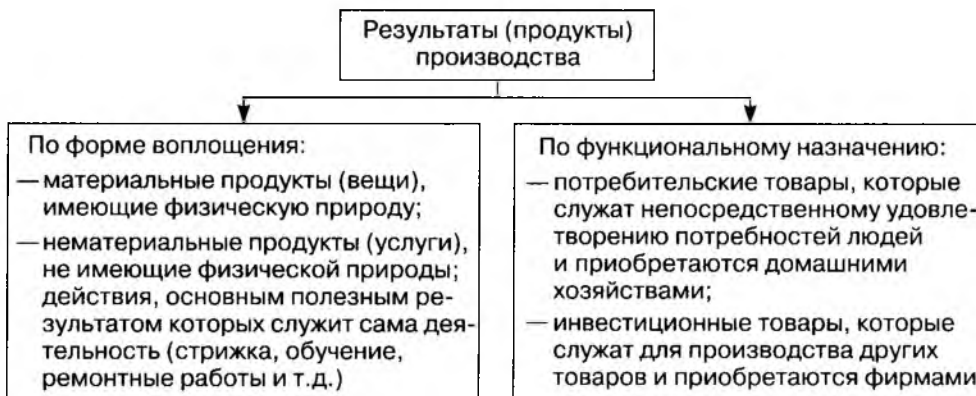 Результаты (продукты)
производства
По форме воплощения:
— материальные продукты (вещи),
имеющие физическую природу;
— нематериальные продукты (услуги),
не имеющие физической природы;
действия, основным полезным ре-
зультатом которых служит сама дея-
тельность (стрижка, обучение,
ремонтные работы и т.д.)
По функциональному назначению:
— потребительские товары, которые
служат непосредственному удовле-
творению потребностей людей
и приобретаются домашними
хозяйствами;
— инвестиционные товары, которые
служат для производства других
товаров и приобретаются фирмами